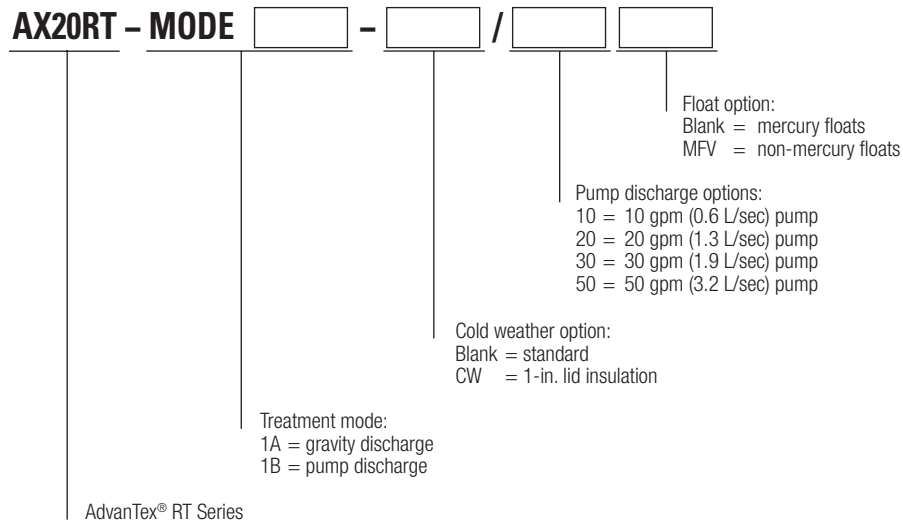 AX20RT – MODE – /
Float option:
Blank = mercury floats
MFV = non-mercury floats
Pump discharge options:
10 = 10 gpm (0.6 L/sec) pump
20 = 20 gpm (1.3 L/sec) pump
30 = 30 gpm (1.9 L/sec) pump
50 = 50 gpm (3.2 L/sec) pump
Cold weather option:
Blank = standard
CW = 1-in. lid insulation
Treatment mode:
1A = gravity discharge
1B = pump discharge
AdvanTex® RT Series